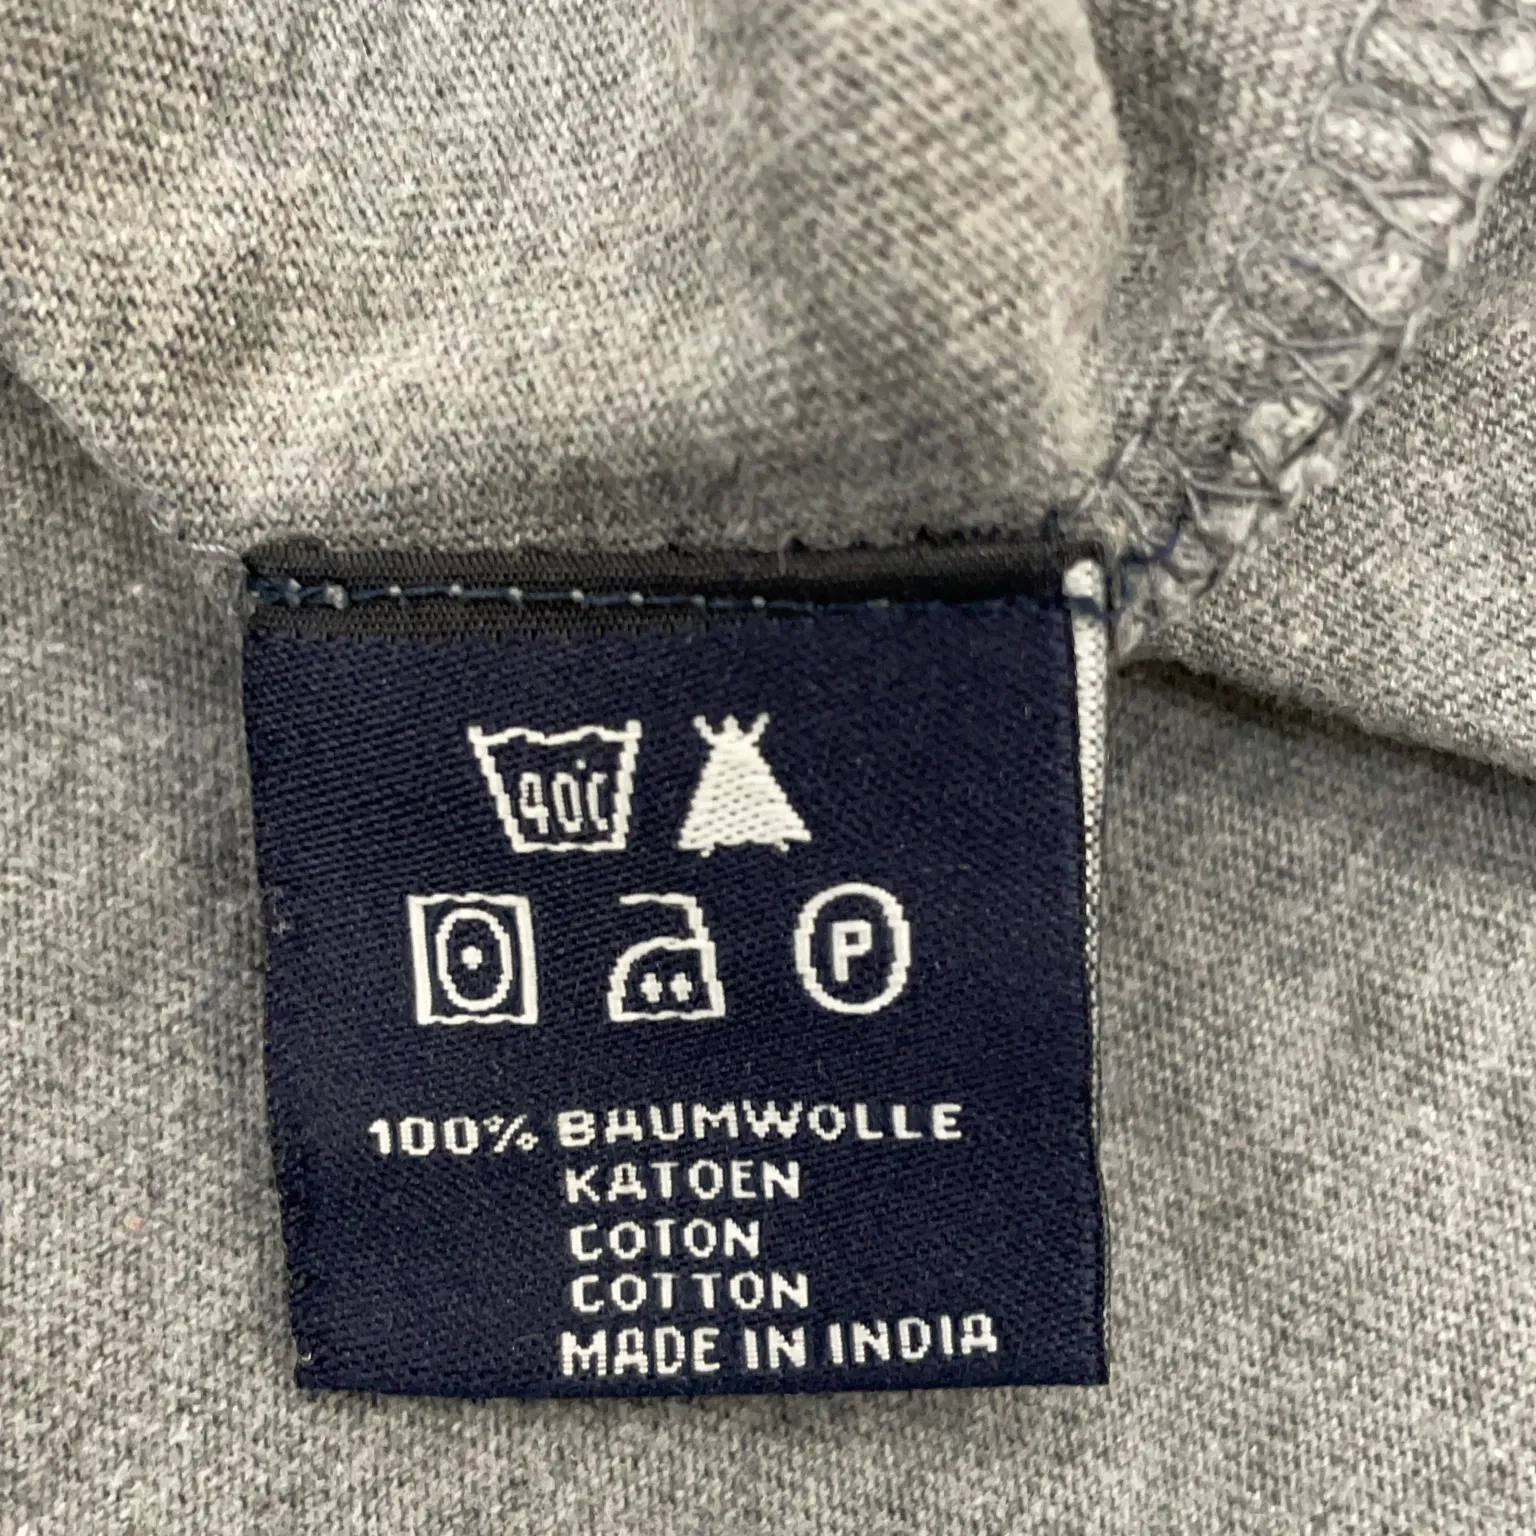 40°C
P
100% BAUMWOLLE
KATOEN
COTON
COTTON
MADE IN INDIA